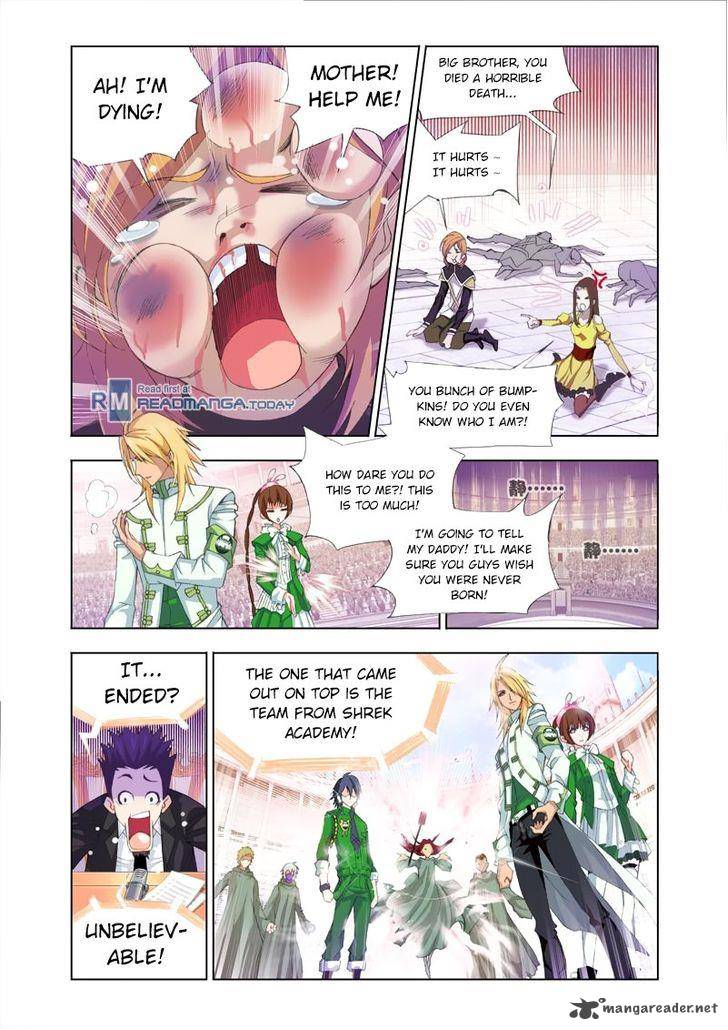 AH! I'M
DYING!
MOTHER!
HELP ME!
BIG BROTHER, YOU
DIED A HORRIBLE
DEATH...
IT HURTS ~
IT HURTS ~
YOU BUNCH OF BUMP-
KINS! DO YOU EVEN
KNOW WHO I AM?!
Read first at
RM READMANGA.TODAY
HOW DARE YOU DO
THIS TO ME?! THIS
IS TOO MUCH!
I'M GOING TO TELL
MY DADDY! I'LL MAKE
SURE YOU GUYS WISH
YOU WERE NEVER
BORN!
静……
静……
IT...
ENDED?
UNBELIEV-
ABLE!
THE ONE THAT CAME
OUT ON TOP IS THE
TEAM FROM SHREK
ACADEMY!
mangareader.net